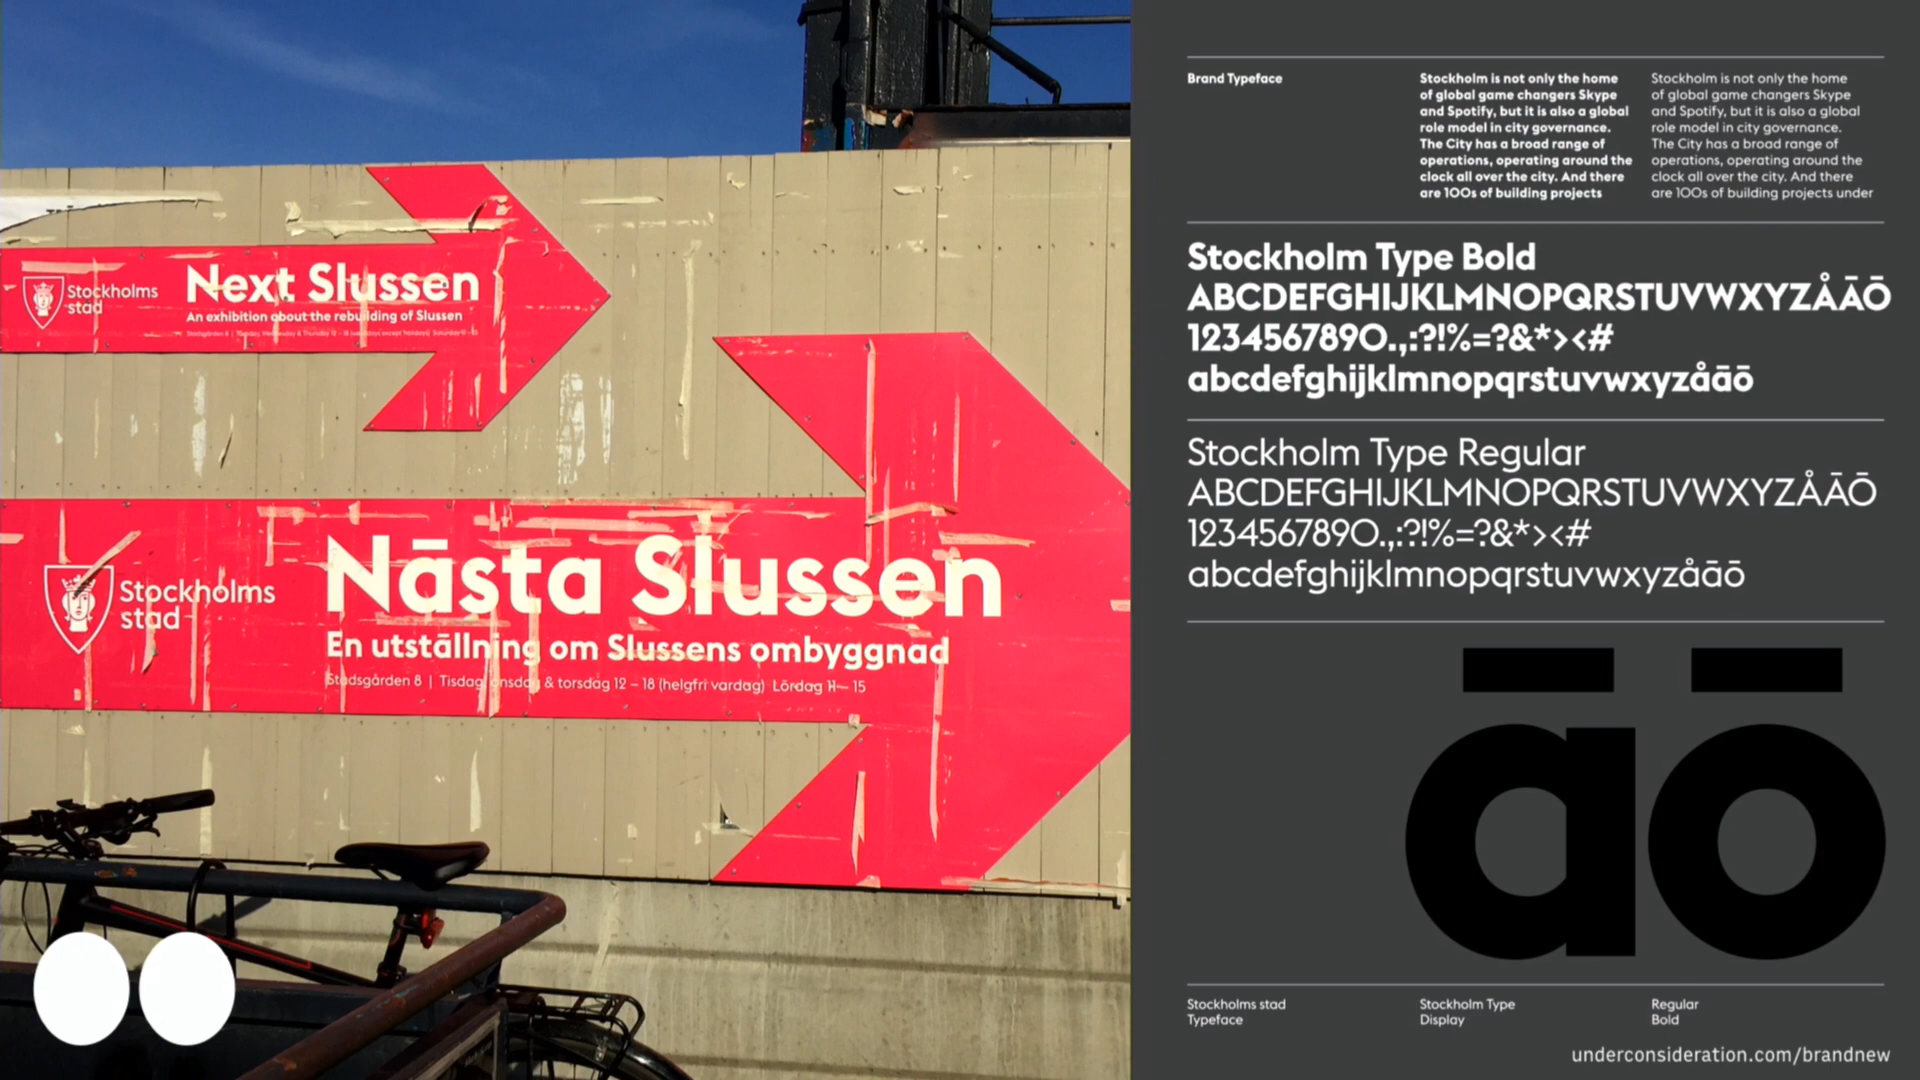 Stockholms
stad
Next Slussen
An exhibition about the rebuilding of Slussen
Stockholms
stad
Nāsta Slussen
En utstāllning om Slussens ombyggnad
Stadsgården 8 | Tisdag, onsdag & torsdag 12 – 18 (helgfri vardag) Lōrdag 11 – 15
Brand Typeface
Stockholm is not only the home
of global game changers Skype
and Spotify, but it is also a global
role model in city governance.
The City has a broad range of
operations, operating around the
clock all over the city. And there
are 100s of building projects
Stockholm is not only the home
of global game changers Skype
and Spotify, but it is also a global
role model in city governance.
The City has a broad range of
operations, operating around the
clock all over the city. And there
are 100s of building projects under
Stockholm Type Bold
ABCDEFGHIJKLMNOPQRSTUVWXYZÅĀŌ
1234567890.,:?!%=?&*><#
abcdefghijklmnopqrstuvwxyzåāō
Stockholm Type Regular
ABCDEFGHIJKLMNOPQRSTUVWXYZÅĀŌ
1234567890.,:?!%=?&*><#
abcdefghijklmnopqrstuvwxyzåāō
āō
Stockholms stad
Typeface
Stockholm Type
Display
Regular
Bold
underconsideration.com/brandnew